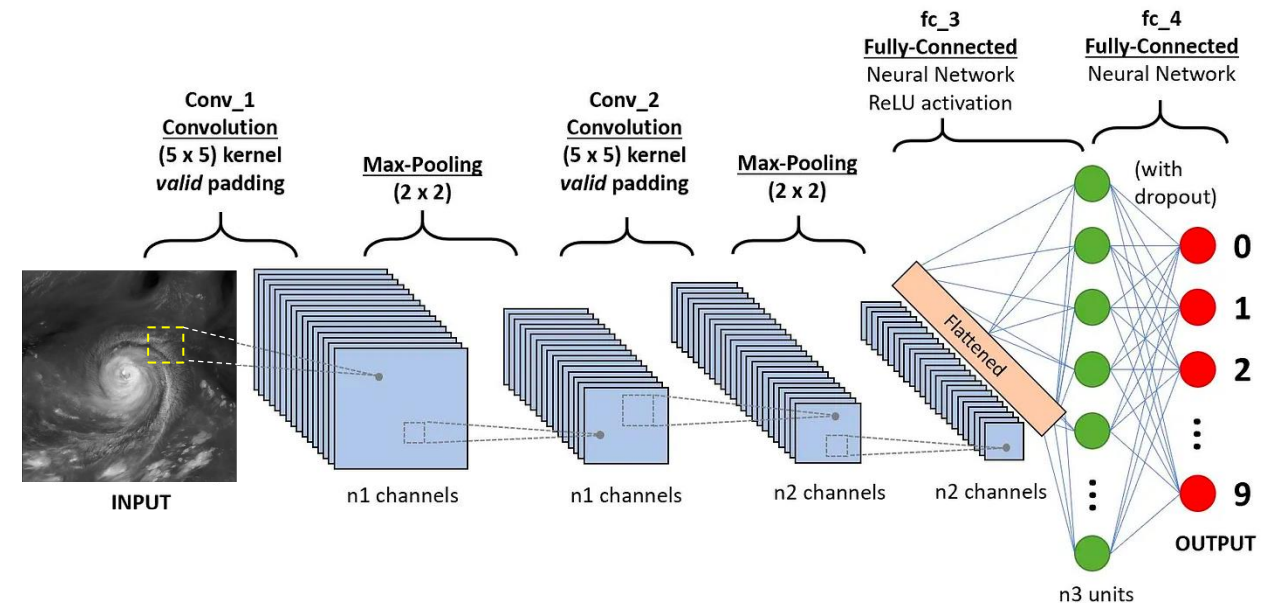 fc_3
Fully-Connected
Neural Network
ReLU activation
fc_4
Fully-Connected
Neural Network
Conv_1
Convolution
(5 x 5) kernel
valid padding
Max-Pooling
(2 x 2)
Conv_2
Convolution
(5 x 5) kernel
valid padding
Max-Pooling
(2 x 2)
(with
dropout)
Flattened
0
1
2
9
INPUT
n1 channels
n1 channels
n2 channels
n2 channels
OUTPUT
n3 units